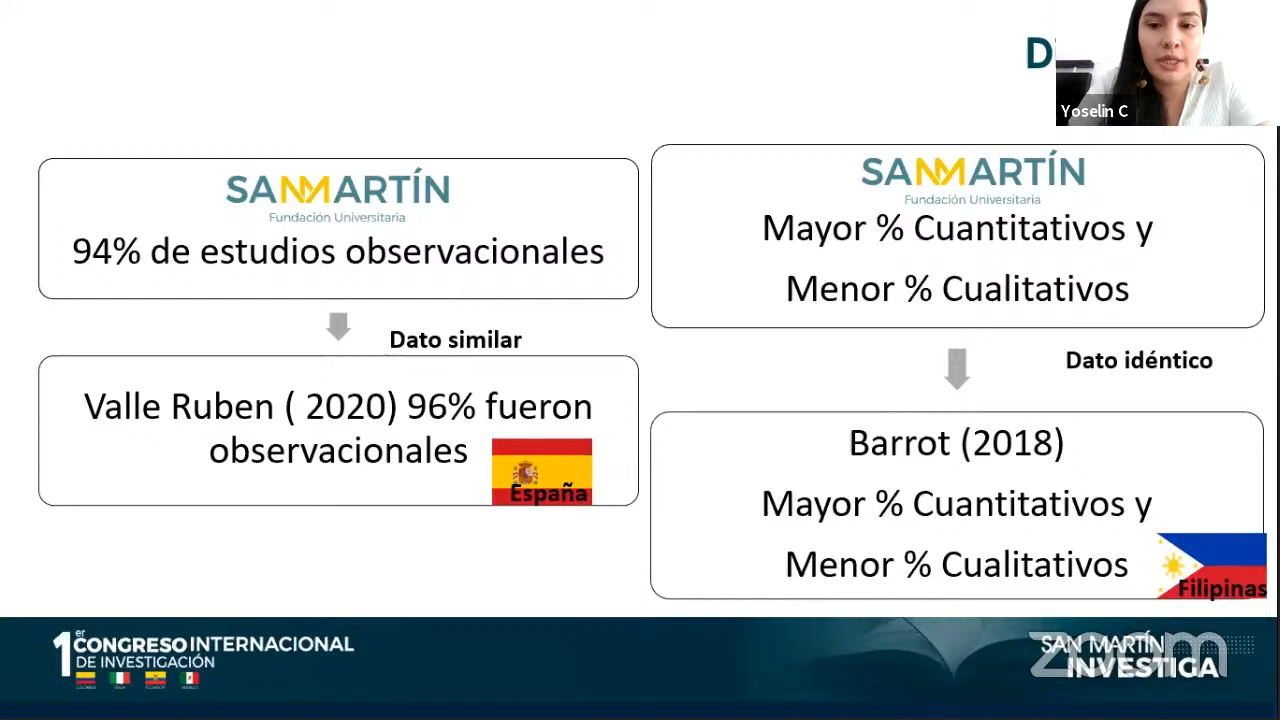 D
Yoselin C
SANMARTÍN
Fundación Universitaria
94% de estudios observacionales
Dato similar
Valle Ruben ( 2020) 96% fueron
observacionales
España
SANMARTÍN
Fundación Universitaria
Mayor % Cuantitativos y
Menor % Cualitativos
Dato idéntico
Barrot (2018)
Mayor % Cuantitativos y
Menor % Cualitativos
Filipinas
1er CONGRESO INTERNACIONAL
DE INVESTIGACIÓN
SAN MARTÍN
INVESTIGA
zoom